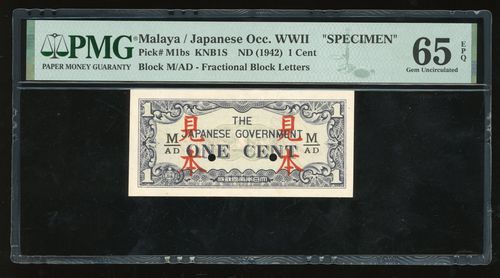 PMG
PAPER MONEY GUARANTY
Malaya / Japanese Occ. WWII "SPECIMEN"
Pick# M1bs KNB1S ND (1942) 1 Cent
Block M/AD - Fractional Block Letters
65 EPQ
Gem Uncirculated
1 1
THE
JAPANESE GOVERNMENT
M/AD M/AD
ONE CENT
見本 見本
1 1